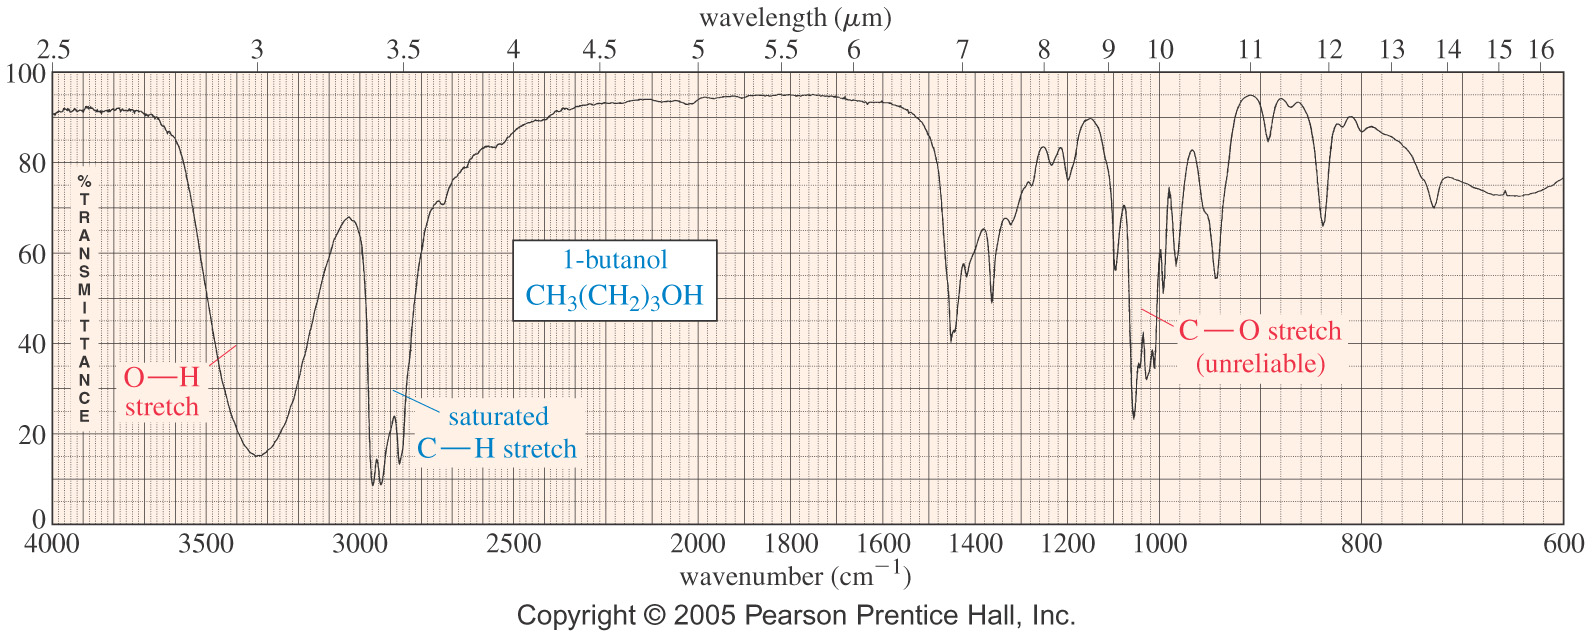 wavelength (μm)
2.5 3 3.5 4 4.5 5 5.5 6 7 8 9 10 11 12 13 14 15 16
100
80
60
40
20
0
%
T
R
A
N
S
M
I
T
T
A
N
C
E
O—H
stretch
saturated
C—H stretch
1-butanol
CH₃(CH₂)₃OH
C—O stretch
(unreliable)
4000 3500 3000 2500 2000 1800 1600 1400 1200 1000 800 600
wavenumber (cm⁻¹)
Copyright © 2005 Pearson Prentice Hall, Inc.